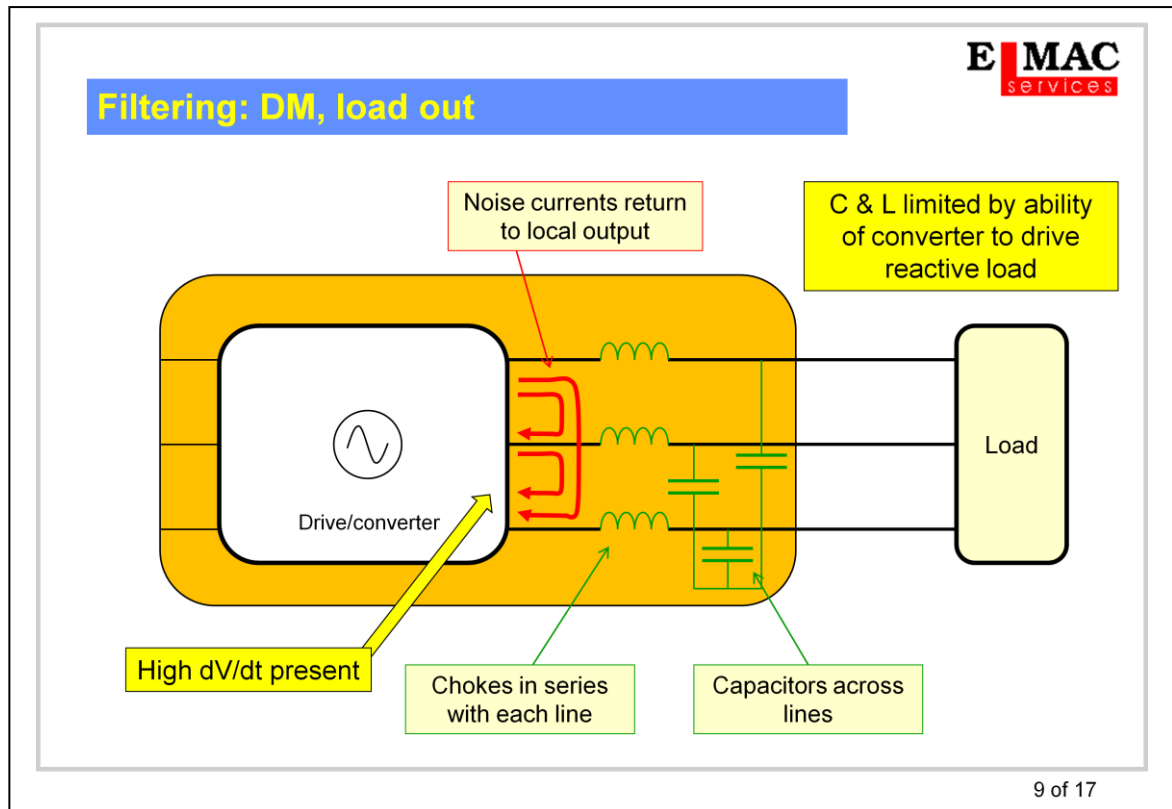 ELMAC
services
Filtering: DM, load out
Noise currents return
to local output
C & L limited by ability
of converter to drive
reactive load
Drive/converter
Load
High dV/dt present
Chokes in series
with each line
Capacitors across
lines
9 of 17